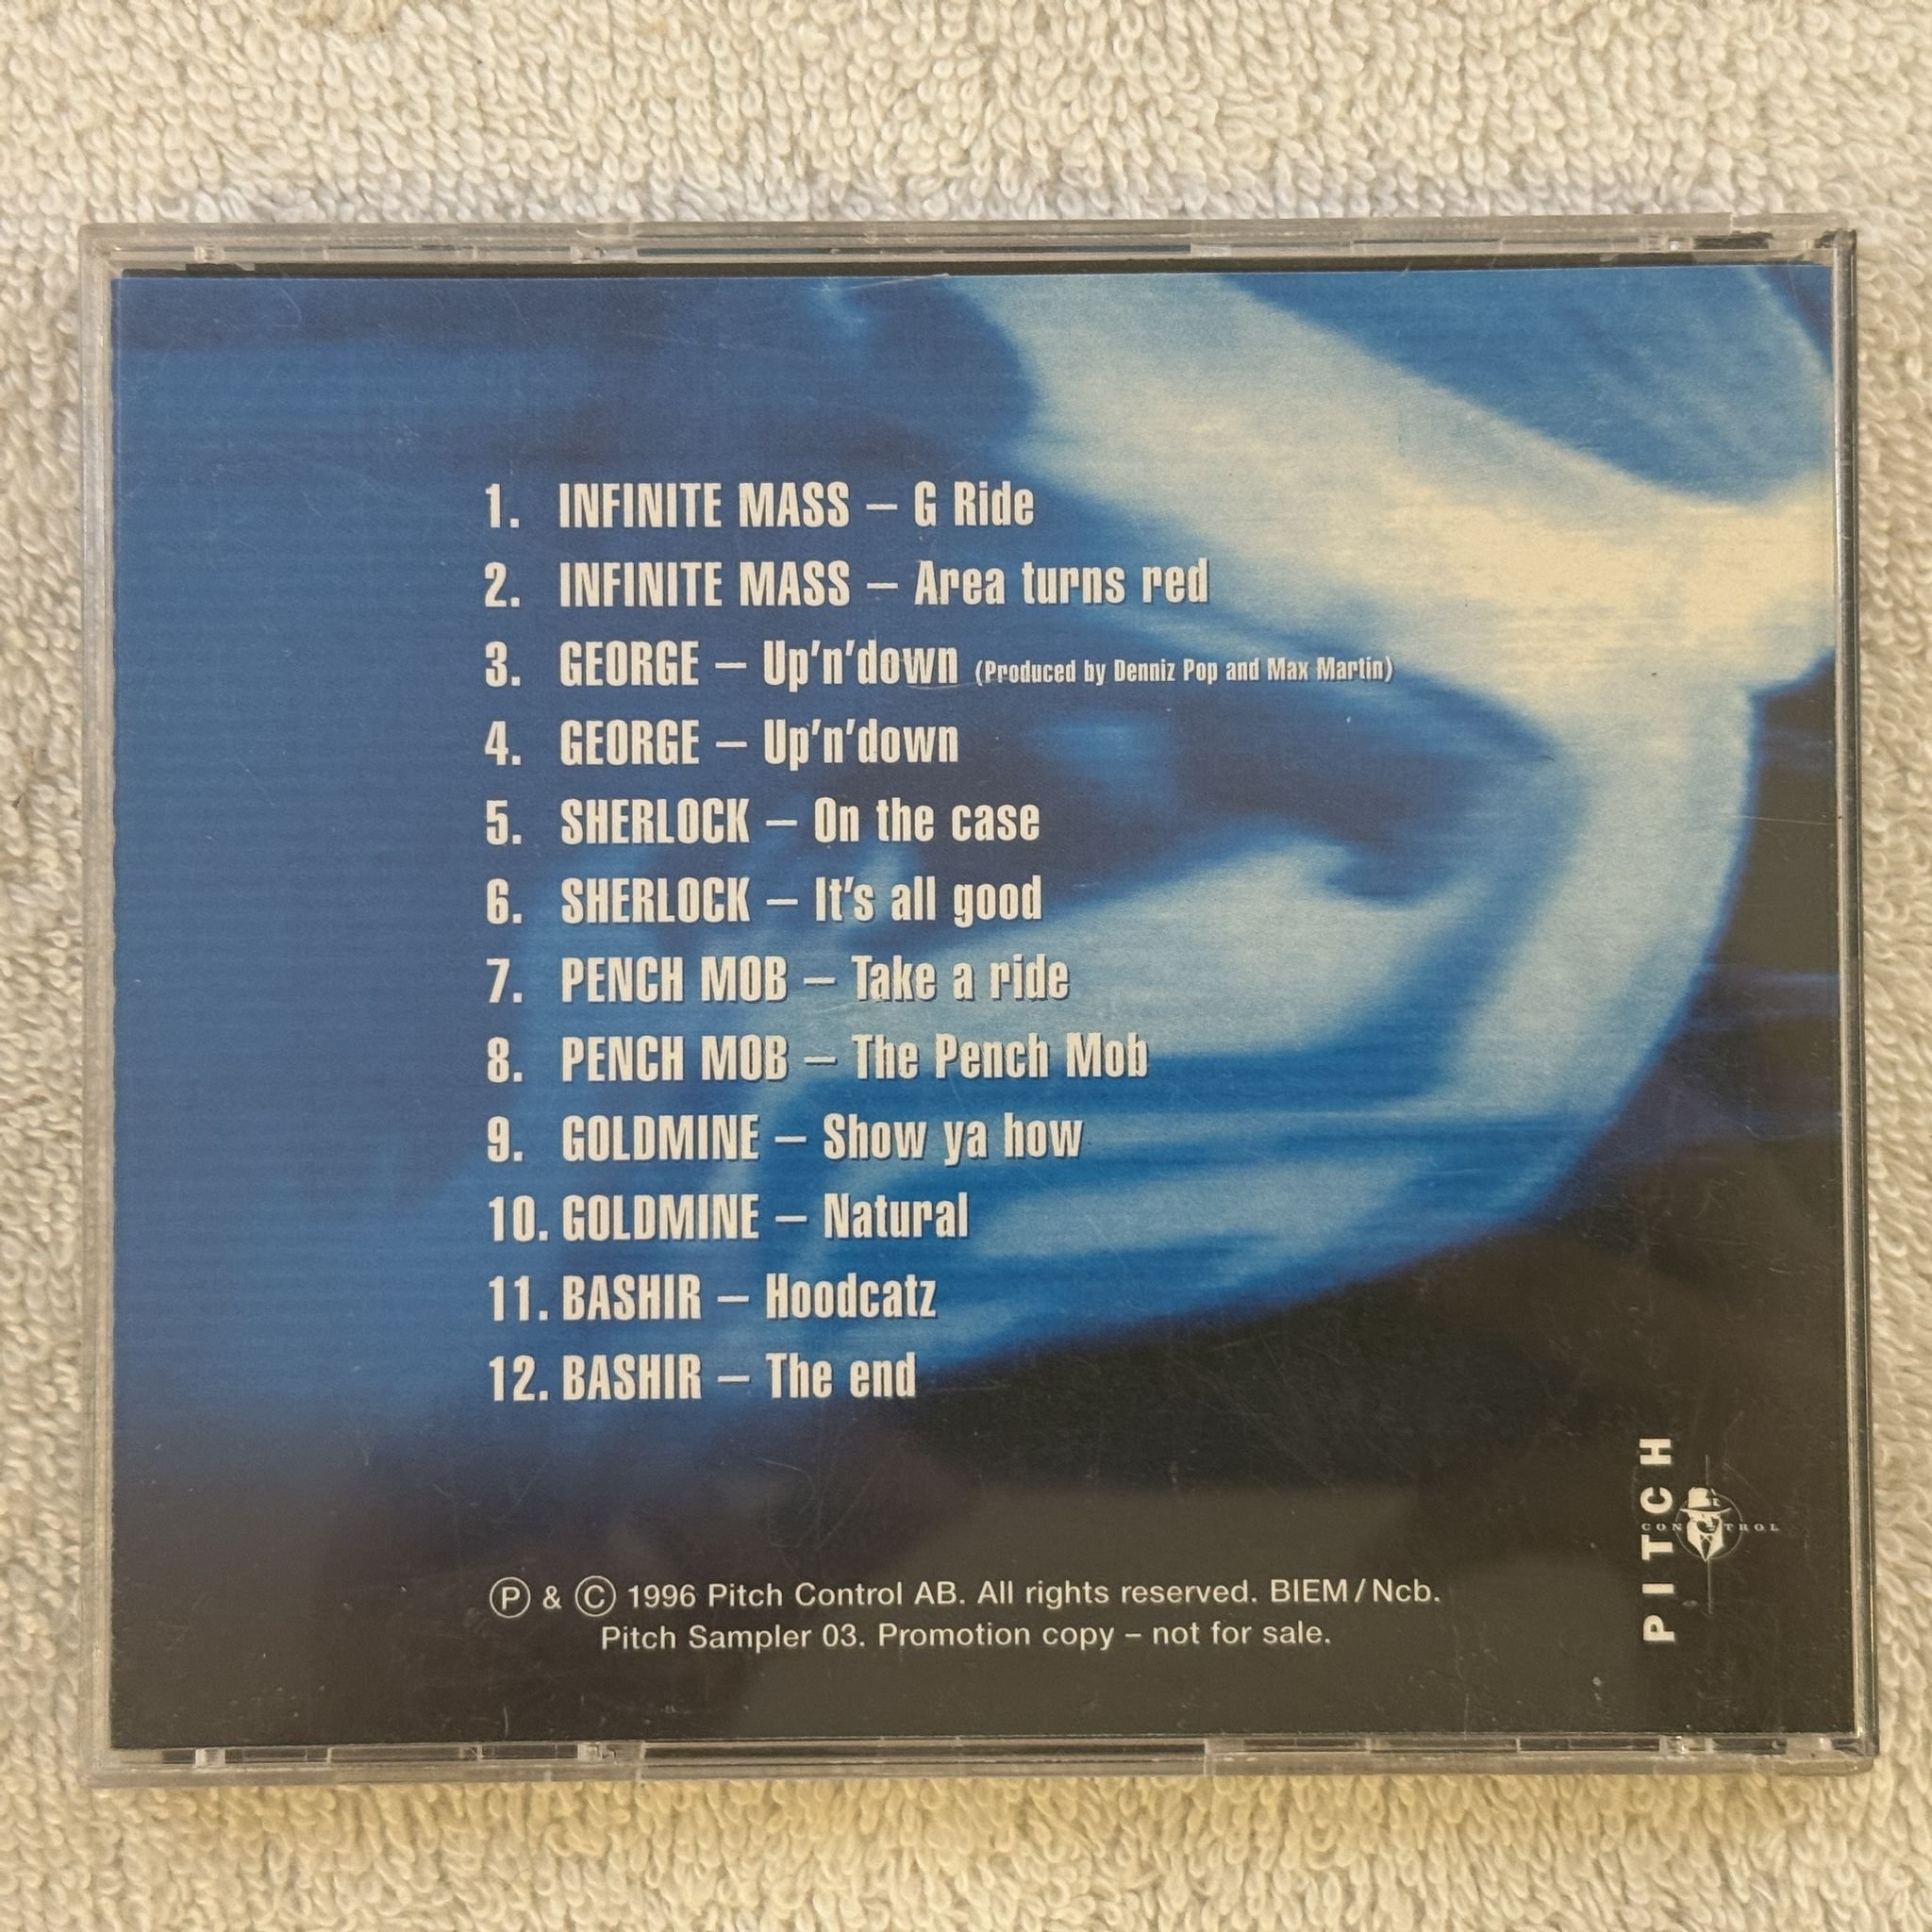 1. INFINITE MASS – G Ride
2. INFINITE MASS – Area turns red
3. GEORGE – Up'n'down (Produced by Denniz Pop and Max Martin)
4. GEORGE – Up'n'down
5. SHERLOCK – On the case
6. SHERLOCK – It's all good
7. PENCH MOB – Take a ride
8. PENCH MOB – The Pench Mob
9. GOLDMINE – Show ya how
10. GOLDMINE – Natural
11. BASHIR – Hoodcatz
12. BASHIR – The end
PITCH
CONTROL
Ⓟ & © 1996 Pitch Control AB. All rights reserved. BIEM/Ncb.
Pitch Sampler 03. Promotion copy – not for sale.